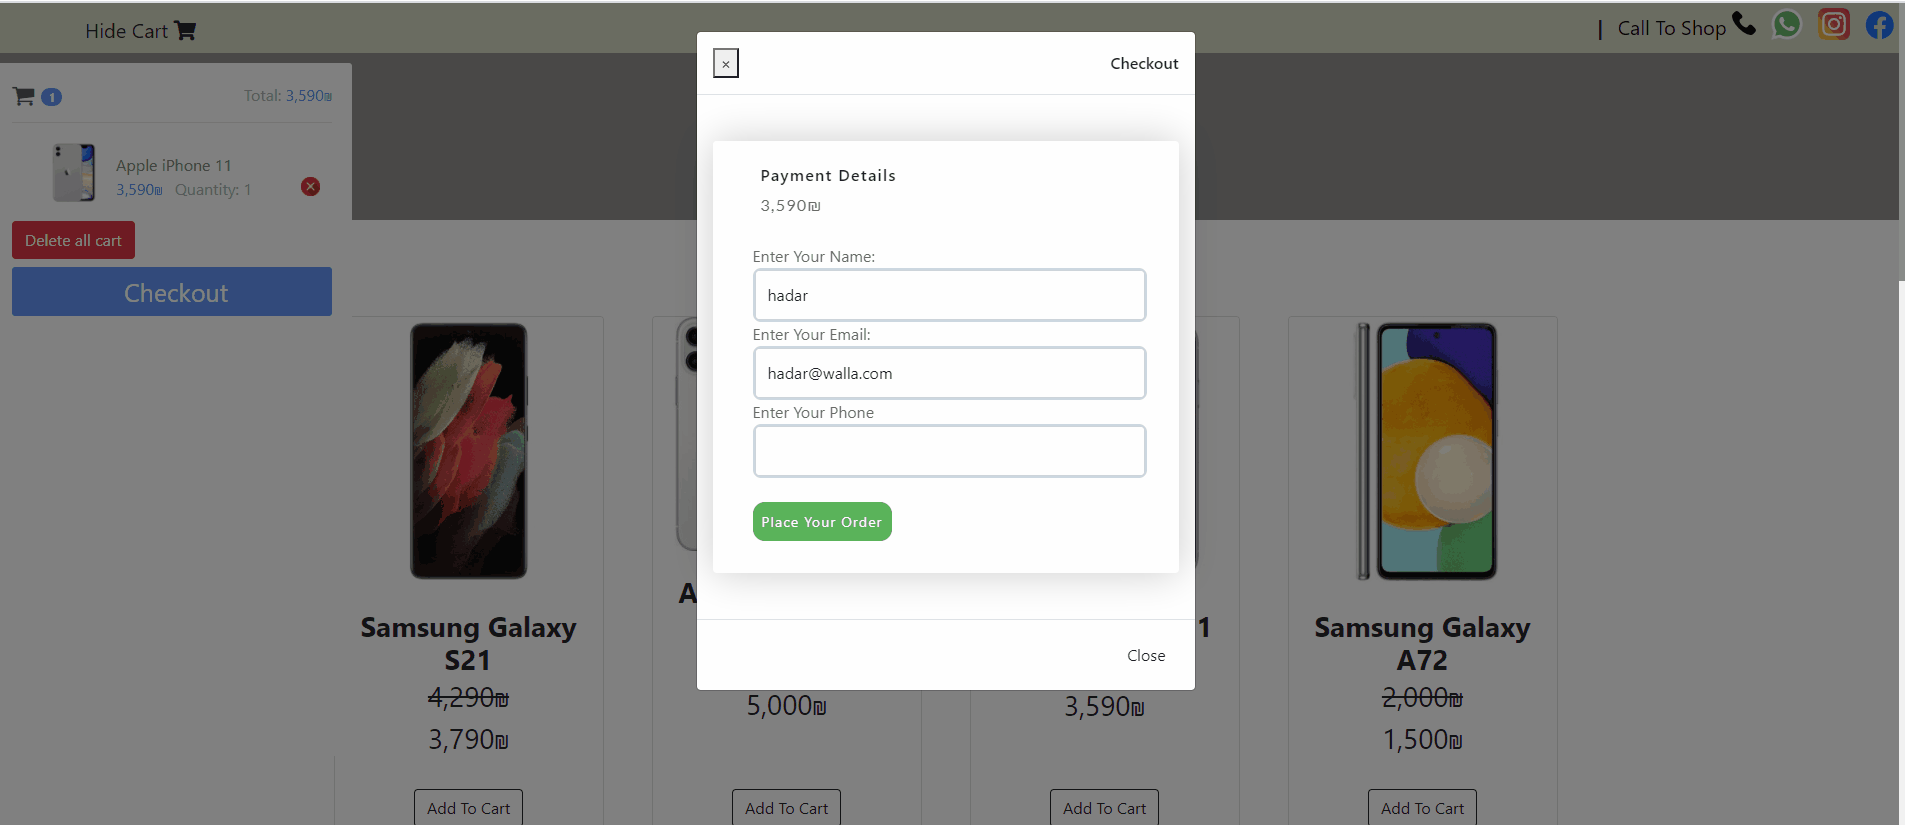 Hide Cart
| Call To Shop
1
Total: 3,590₪
Apple iPhone 11
3,590₪ Quantity: 1
Delete all cart
Checkout
×
Checkout
Payment Details
3,590₪
Enter Your Name:
hadar
Enter Your Email:
hadar@walla.com
Enter Your Phone
Place Your Order
Close
Samsung Galaxy
S21
4,290₪
3,790₪
Add To Cart
A
5,000₪
Add To Cart
1
3,590₪
Add To Cart
Samsung Galaxy
A72
2,000₪
1,500₪
Add To Cart